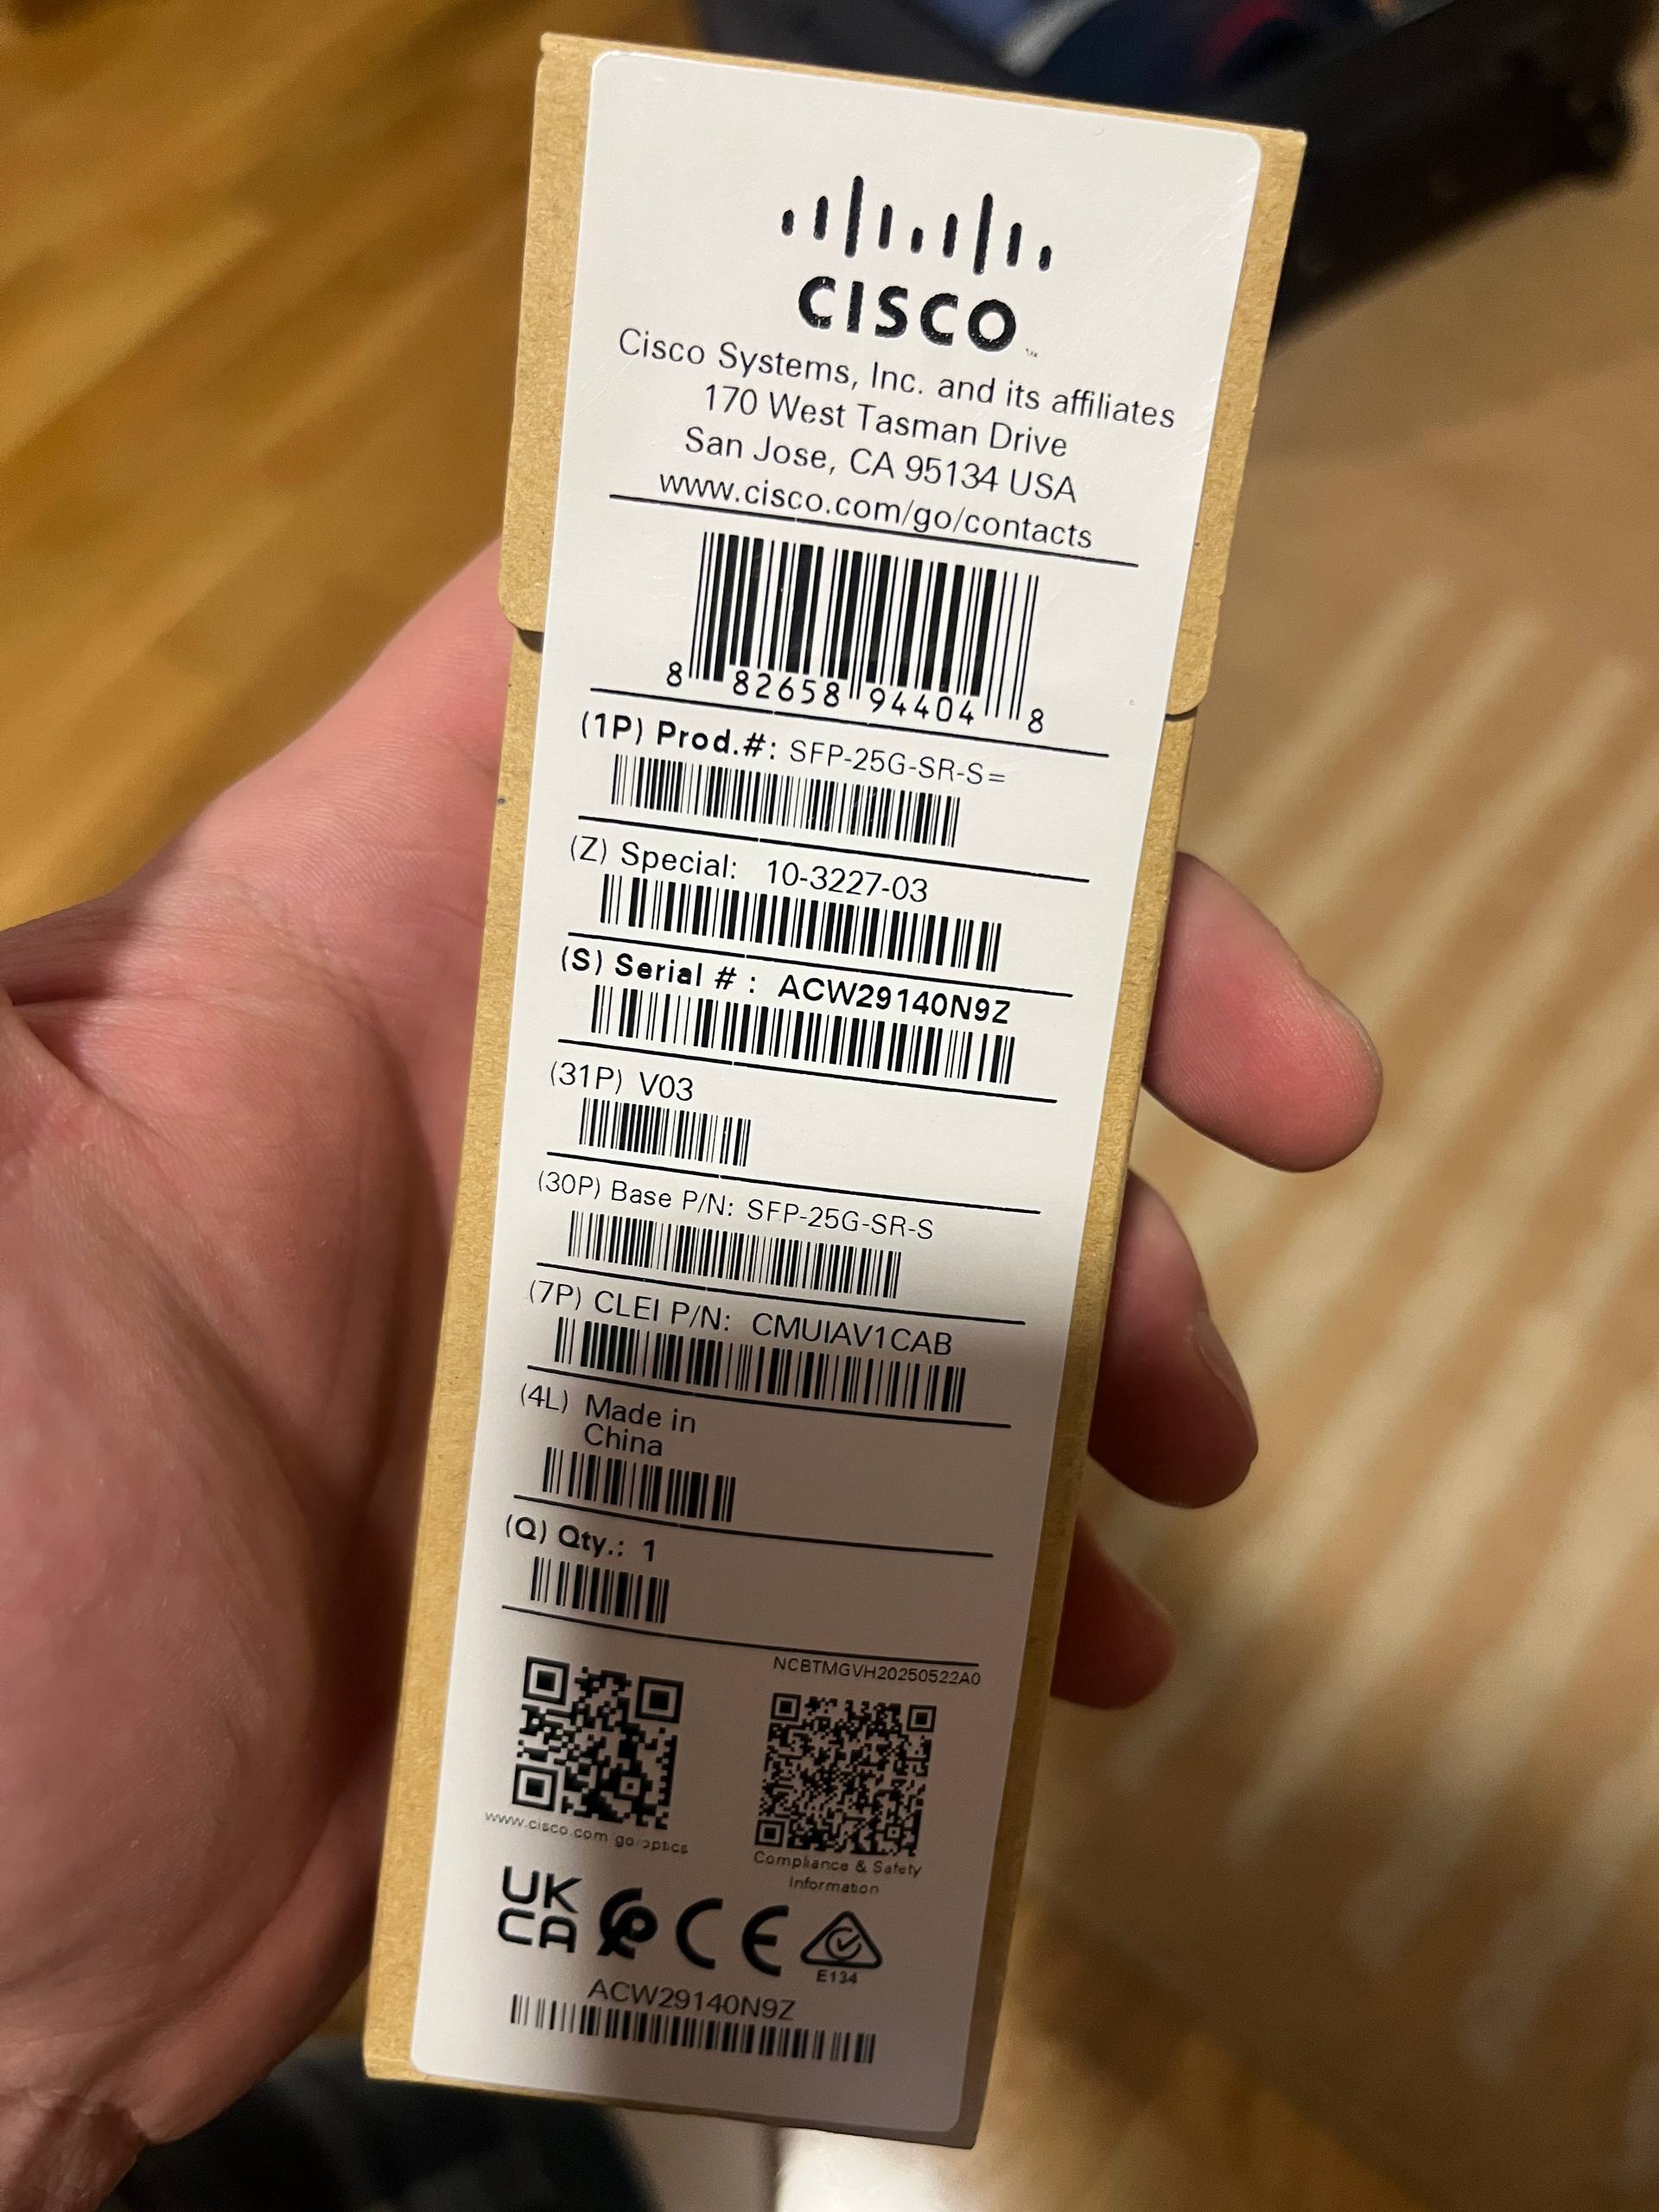 CISCO
Cisco Systems, Inc. and its affiliates
170 West Tasman Drive
San Jose, CA 95134 USA
www.cisco.com/go/contacts
8 82658 94404 8
(1P) Prod.#: SFP-25G-SR-S=
(Z) Special: 10-3227-03
(S) Serial # : ACW29140N9Z
(31P) V03
(30P) Base P/N: SFP-25G-SR-S
(7P) CLEI P/N: CMUIAV1CAB
(4L) Made in
China
(Q) Qty.: 1
NCBTMGVH20250522A0
www.cisco.com/go/optics
Compliance & Safety
Information
UK
CA
CE
E134
ACW29140N9Z